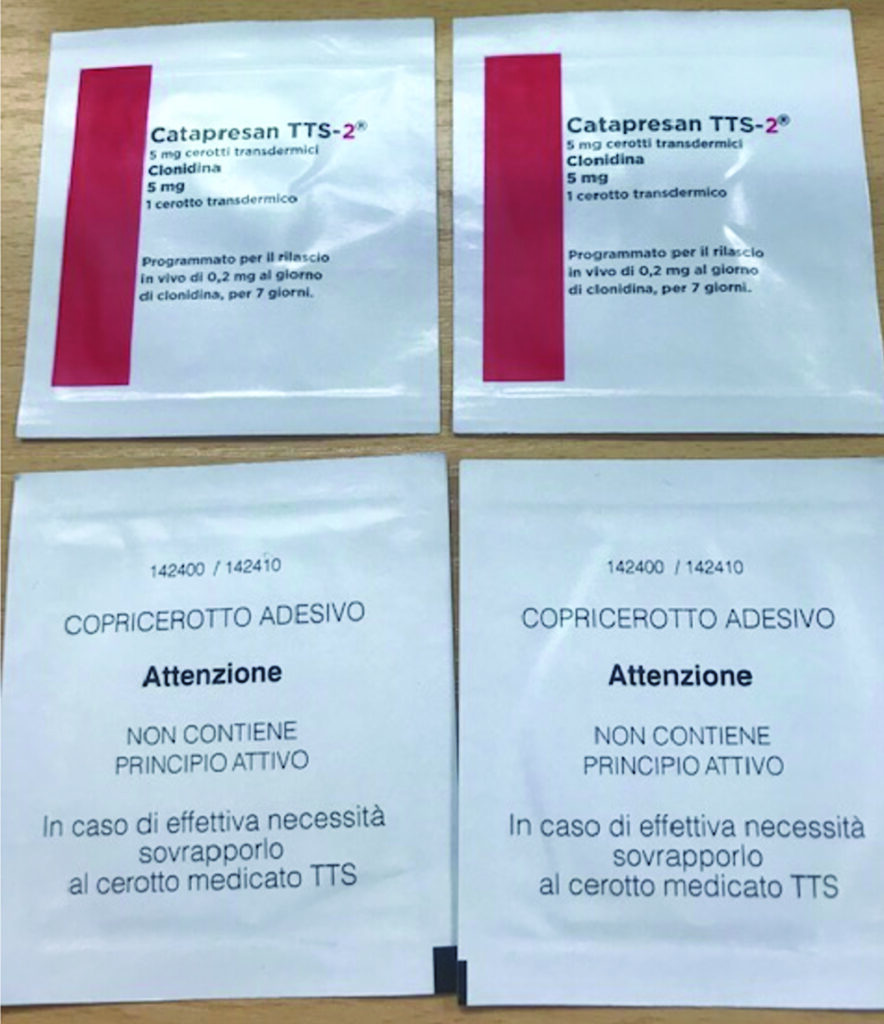 Catapresan TTS-2®
5 mg cerotti transdermici
Clonidina
5 mg
1 cerotto transdermico
Programmato per il rilascio
in vivo di 0,2 mg al giorno
di clonidina, per 7 giorni.
Catapresan TTS-2®
5 mg cerotti transdermici
Clonidina
5 mg
1 cerotto transdermico
Programmato per il rilascio
in vivo di 0,2 mg al giorno
di clonidina, per 7 giorni.
142400 / 142410
COPRICEROTTO ADESIVO
Attenzione
NON CONTIENE
PRINCIPIO ATTIVO
In caso di effettiva necessità
sovrapporlo
al cerotto medicato TTS
142400 / 142410
COPRICEROTTO ADESIVO
Attenzione
NON CONTIENE
PRINCIPIO ATTIVO
In caso di effettiva necessità
sovrapporlo
al cerotto medicato TTS